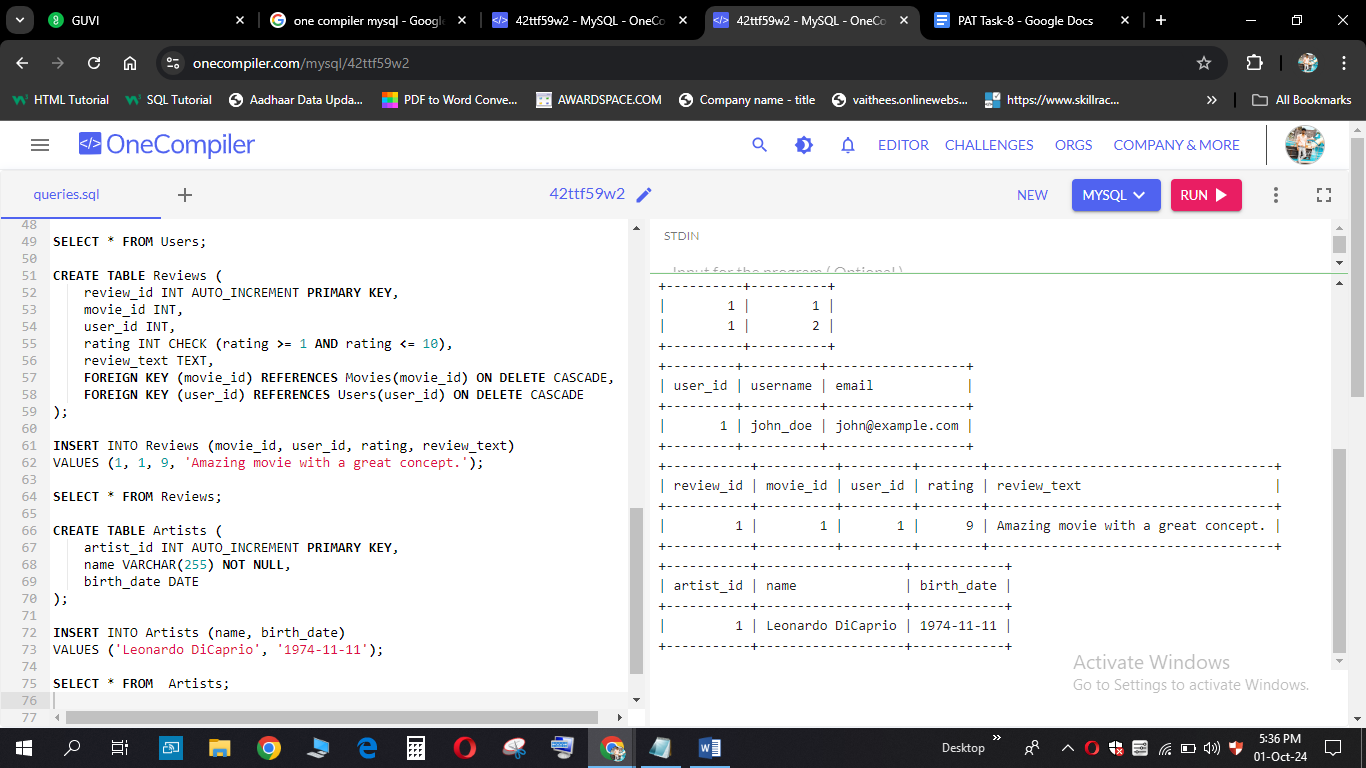 GUVI
one compiler mysql - Googl
42ttf59w2 - MySQL - OneCo
42ttf59w2 - MySQL - OneCo
PAT Task-8 - Google Docs
onecompiler.com/mysql/42ttf59w2
HTML Tutorial
SQL Tutorial
Aadhaar Data Upda...
PDF to Word Conve...
AWARDSPACE.COM
Company name - title
vaithees.onlinewebs...
https://www.skillrac...
»
All Bookmarks
</> OneCompiler
EDITOR
CHALLENGES
ORGS
COMPANY & MORE
queries.sql
+
42ttf59w2
NEW
MYSQL
RUN
48
49 SELECT * FROM Users;
50
51 CREATE TABLE Reviews (
52 review_id INT AUTO_INCREMENT PRIMARY KEY,
53 movie_id INT,
54 user_id INT,
55 rating INT CHECK (rating >= 1 AND rating <= 10),
56 review_text TEXT,
57 FOREIGN KEY (movie_id) REFERENCES Movies(movie_id) ON DELETE CASCADE,
58 FOREIGN KEY (user_id) REFERENCES Users(user_id) ON DELETE CASCADE
59 );
60
61 INSERT INTO Reviews (movie_id, user_id, rating, review_text)
62 VALUES (1, 1, 9, 'Amazing movie with a great concept.');
63
64 SELECT * FROM Reviews;
65
66 CREATE TABLE Artists (
67 artist_id INT AUTO_INCREMENT PRIMARY KEY,
68 name VARCHAR(255) NOT NULL,
69 birth_date DATE
70 );
71
72 INSERT INTO Artists (name, birth_date)
73 VALUES ('Leonardo DiCaprio', '1974-11-11');
74
75 SELECT * FROM  Artists;
76
77
STDIN
Input for the program ( Optional )
+----------+----------+
|        1 |        1 |
|        1 |        2 |
+----------+----------+
+---------+----------+------------------+
| user_id | username | email            |
+---------+----------+------------------+
|       1 | john_doe | john@example.com |
+---------+----------+------------------+
+-----------+----------+---------+--------+-------------------------------------+
| review_id | movie_id | user_id | rating | review_text                         |
+-----------+----------+---------+--------+-------------------------------------+
|         1 |        1 |       1 |      9 | Amazing movie with a great concept. |
+-----------+----------+---------+--------+-------------------------------------+
+-----------+-------------------+------------+
| artist_id | name              | birth_date |
+-----------+-------------------+------------+
|         1 | Leonardo DiCaprio | 1974-11-11 |
+-----------+-------------------+------------+
Activate Windows
Go to Settings to activate Windows.
Desktop
»
5:36 PM
01-Oct-24